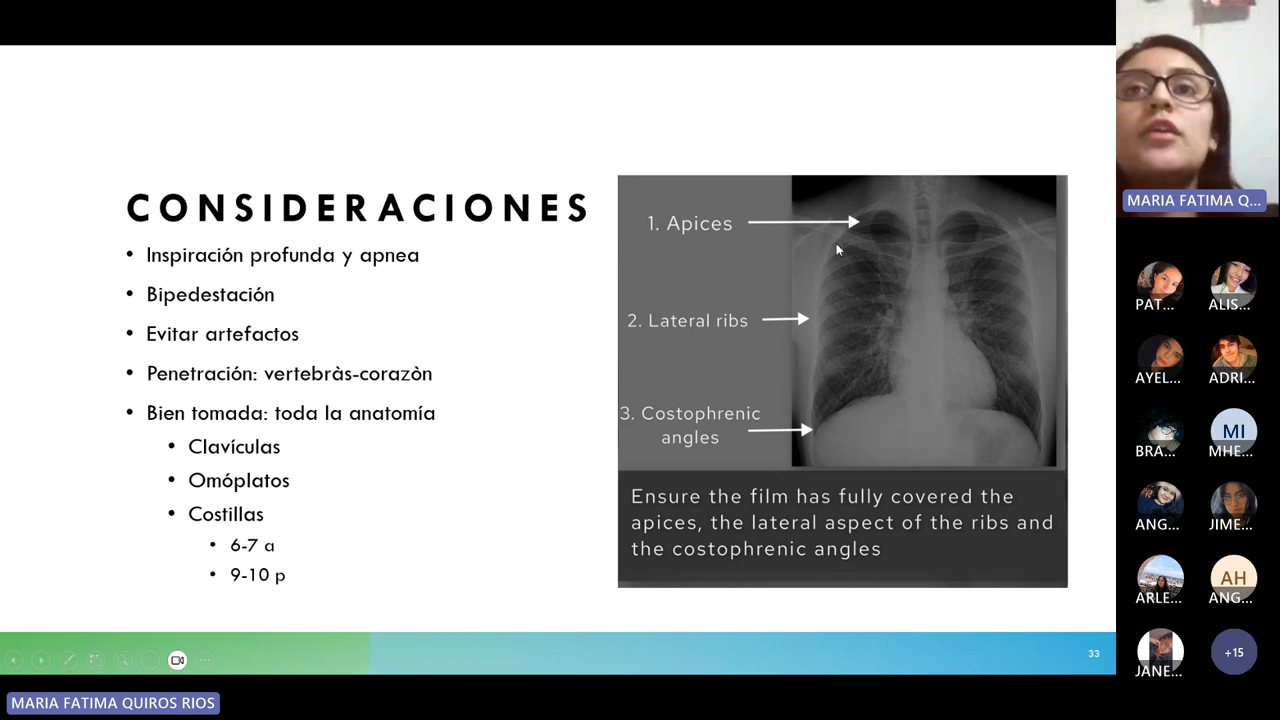 CONSIDERACIONES
• Inspiración profunda y apnea
• Bipedestación
• Evitar artefactos
• Penetración: vertebràs-corazòn
• Bien tomada: toda la anatomía
• Clavículas
• Omóplatos
• Costillas
• 6-7 a
• 9-10 p
1. Apices
2. Lateral ribs
3. Costophrenic
angles
Ensure the film has fully covered the
apices, the lateral aspect of the ribs and
the costophrenic angles
33
MARIA FATIMA QUIROS RIOS
MARIA FATIMA Q...
PAT...
ALIS...
AYEL...
ADRI...
BRA...
MI
MHE...
ANG...
JIME...
ARLE...
AH
ANG...
JANE...
+15